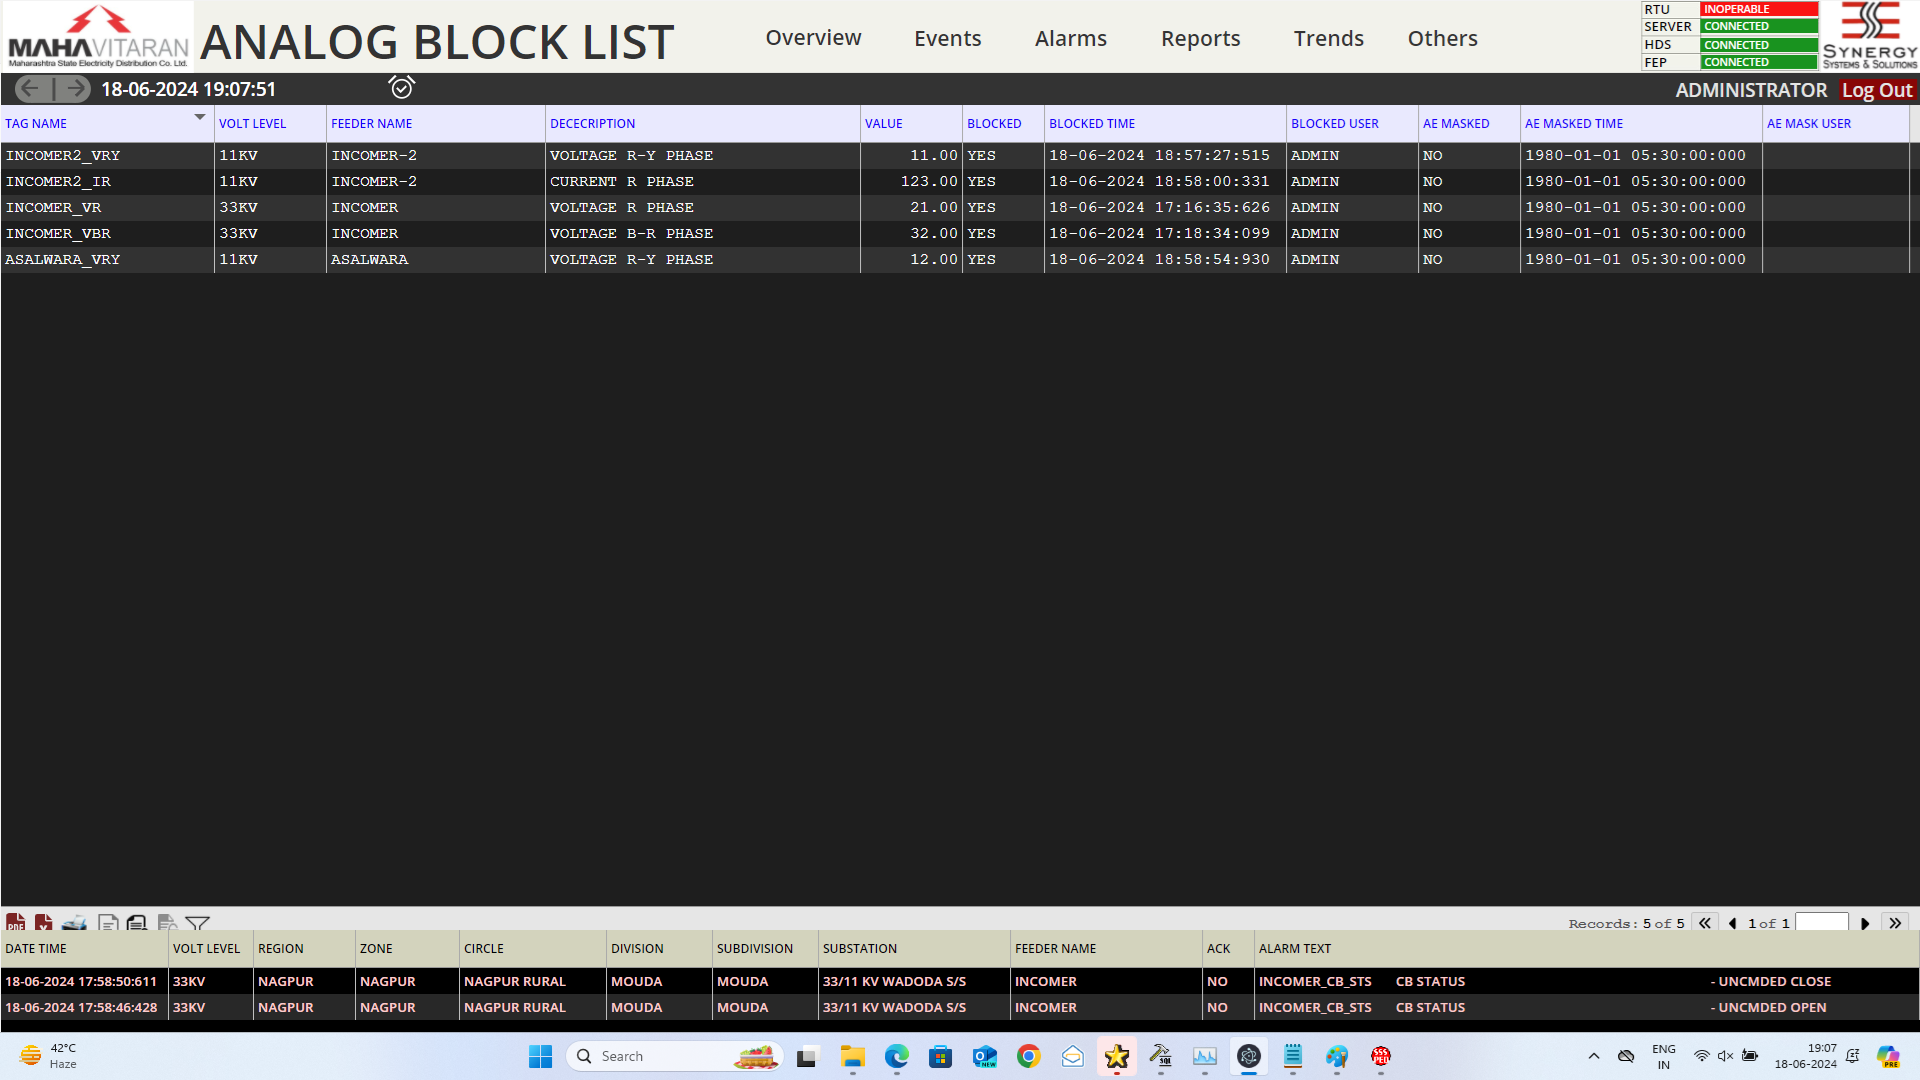 MAHAVITARAN
Maharashtra State Electricity Distribution Co. Ltd.
ANALOG BLOCK LIST
Overview Events Alarms Reports Trends Others
RTU INOPERABLE
SERVER CONNECTED
HDS CONNECTED
FEP CONNECTED
SYNERGY
SYSTEMS & SOLUTIONS
18-06-2024 19:07:51 ADMINISTRATOR Log Out
TAG NAME VOLT LEVEL FEEDER NAME DECECRIPTION VALUE BLOCKED BLOCKED TIME BLOCKED USER AE MASKED AE MASKED TIME AE MASK USER
INCOMER2_VRY 11KV INCOMER-2 VOLTAGE R-Y PHASE 11.00 YES 18-06-2024 18:57:27:515 ADMIN NO 1980-01-01 05:30:00:000
INCOMER2_IR 11KV INCOMER-2 CURRENT R PHASE 123.00 YES 18-06-2024 18:58:00:331 ADMIN NO 1980-01-01 05:30:00:000
INCOMER_VR 33KV INCOMER VOLTAGE R PHASE 21.00 YES 18-06-2024 17:16:35:626 ADMIN NO 1980-01-01 05:30:00:000
INCOMER_VBR 33KV INCOMER VOLTAGE B-R PHASE 32.00 YES 18-06-2024 17:18:34:099 ADMIN NO 1980-01-01 05:30:00:000
ASALWARA_VRY 11KV ASALWARA VOLTAGE R-Y PHASE 12.00 YES 18-06-2024 18:58:54:930 ADMIN NO 1980-01-01 05:30:00:000
Records: 5 of 5 1 of 1
DATE TIME VOLT LEVEL REGION ZONE CIRCLE DIVISION SUBDIVISION SUBSTATION FEEDER NAME ACK ALARM TEXT
18-06-2024 17:58:50:611 33KV NAGPUR NAGPUR NAGPUR RURAL MOUDA MOUDA 33/11 KV WADODA S/S INCOMER NO INCOMER_CB_STS CB STATUS - UNCMDED CLOSE
18-06-2024 17:58:46:428 33KV NAGPUR NAGPUR NAGPUR RURAL MOUDA MOUDA 33/11 KV WADODA S/S INCOMER NO INCOMER_CB_STS CB STATUS - UNCMDED OPEN
42°C
Haze
Search
ENG
IN
19:07
18-06-2024